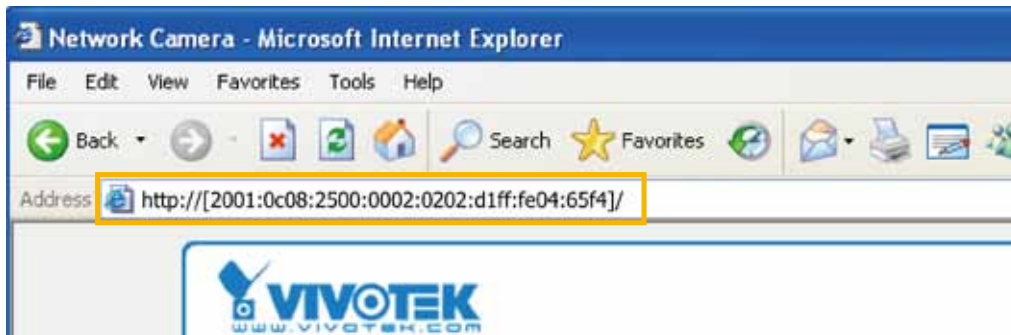 Network Camera - Microsoft Internet Explorer
File Edit View Favorites Tools Help
Back Search Favorites
Address http://[2001:0c08:2500:0002:0202:d1ff:fe04:65f4]/
VIVOTEK
www.vivotek.com